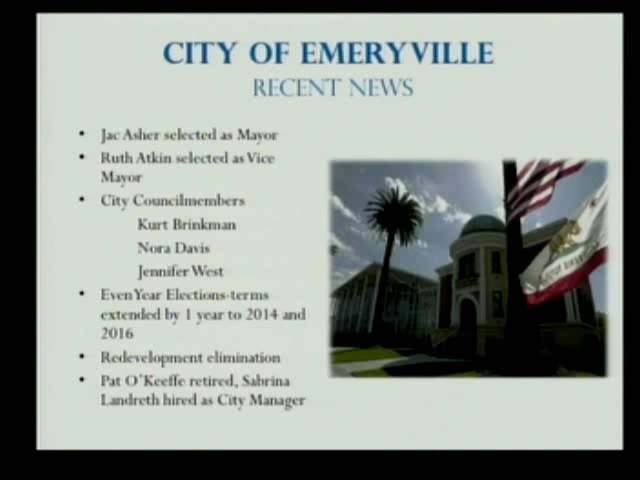 CITY OF EMERYVILLE
RECENT NEWS
• Jac Asher selected as Mayor
• Ruth Atkin selected as Vice
Mayor
• City Councilmembers
Kurt Brinkman
Nora Davis
Jennifer West
• Even Year Elections-terms
extended by 1 year to 2014 and
2016
• Redevelopment elimination
• Pat O'Keeffe retired, Sabrina
Landreth hired as City Manager